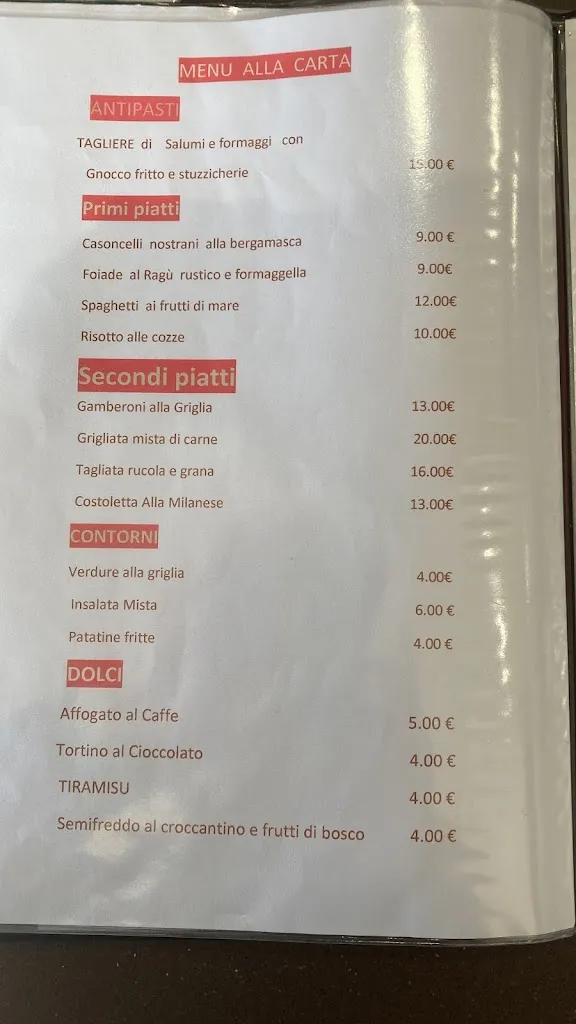 MENU ALLA CARTA
ANTIPASTI
TAGLIERE di Salumi e formaggi con
Gnocco fritto e stuzzicherie 15.00 €
Primi piatti
Casoncelli nostrani alla bergamasca 9.00 €
Foiade al Ragù rustico e formaggella 9.00€
Spaghetti ai frutti di mare 12.00€
Risotto alle cozze 10.00€
Secondi piatti
Gamberoni alla Griglia 13.00€
Grigliata mista di carne 20.00€
Tagliata rucola e grana 16.00€
Costoletta Alla Milanese 13.00€
CONTORNI
Verdure alla griglia 4.00€
Insalata Mista 6.00 €
Patatine fritte 4.00 €
DOLCI
Affogato al Caffe 5.00 €
Tortino al Cioccolato 4.00 €
TIRAMISU 4.00 €
Semifreddo al croccantino e frutti di bosco 4.00 €